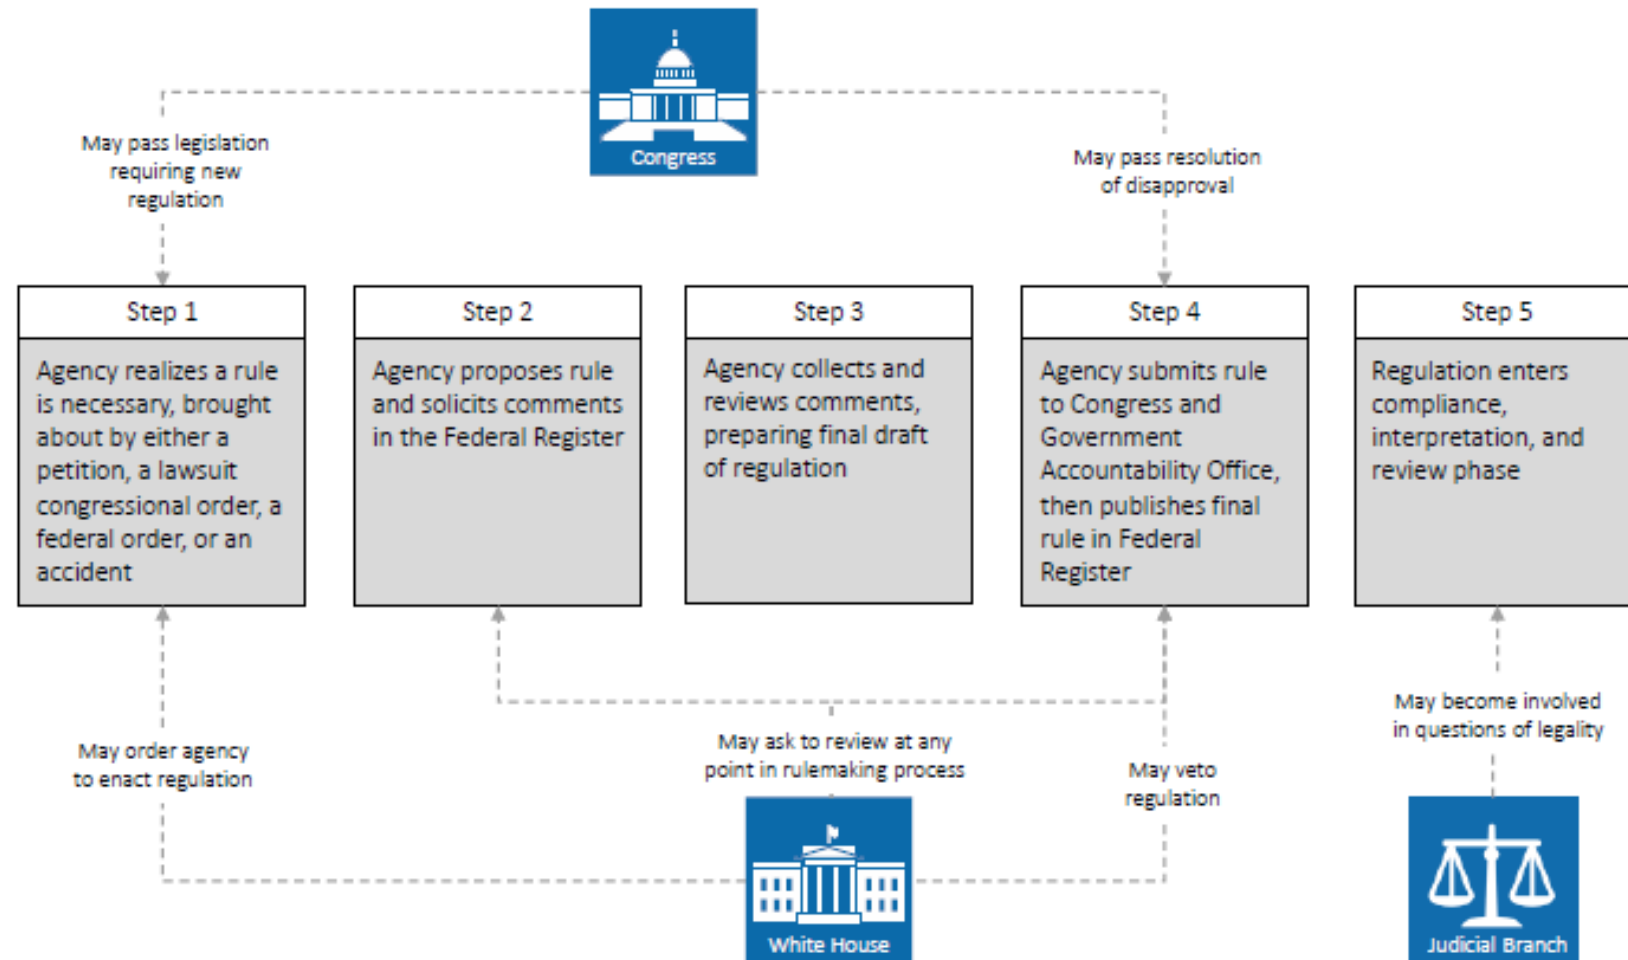 Congress
May pass legislation
requiring new
regulation
May pass resolution
of disapproval
Step 1
Agency realizes a rule
is necessary, brought
about by either a
petition, a lawsuit
congressional order, a
federal order, or an
accident
Step 2
Agency proposes rule
and solicits comments
in the Federal Register
Step 3
Agency collects and
reviews comments,
preparing final draft
of regulation
Step 4
Agency submits rule
to Congress and
Government
Accountability Office,
then publishes final
rule in Federal
Register
Step 5
Regulation enters
compliance,
interpretation, and
review phase
May order agency
to enact regulation
May ask to review at any
point in rulemaking process
May veto
regulation
May become involved
in questions of legality
White House
Judicial Branch